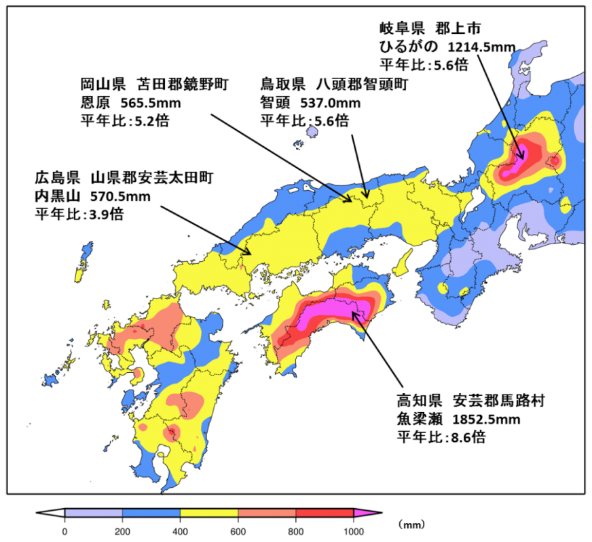 岐阜県 郡上市
ひるがの 1214.5mm
平年比:5.6倍
岡山県 苫田郡鏡野町
恩原 565.5mm
平年比:5.2倍
鳥取県 八頭郡智頭町
智頭 537.0mm
平年比:5.6倍
広島県 山県郡安芸太田町
内黒山 570.5mm
平年比:3.9倍
高知県 安芸郡馬路村
魚梁瀬 1852.5mm
平年比:8.6倍
0 200 400 600 800 1000 (mm)